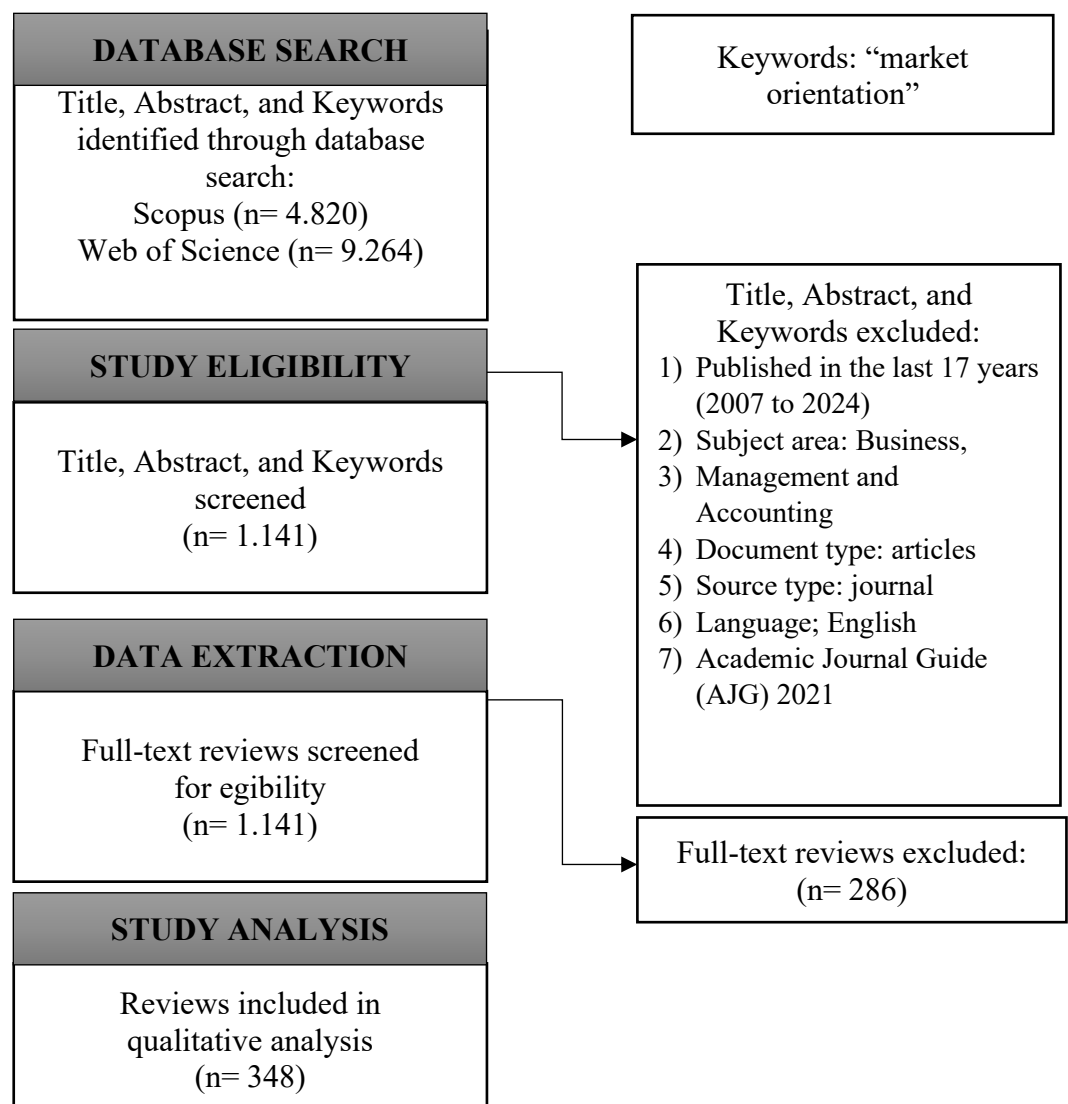 DATABASE SEARCH
Title, Abstract, and Keywords
identified through database
search:
Scopus (n= 4.820)
Web of Science (n= 9.264)
Keywords: “market
orientation”
STUDY ELIGIBILITY
Title, Abstract, and Keywords
screened
(n= 1.141)
Title, Abstract, and
Keywords excluded:
1) Published in the last 17 years
(2007 to 2024)
2) Subject area: Business,
3) Management and
Accounting
4) Document type: articles
5) Source type: journal
6) Language; English
7) Academic Journal Guide
(AJG) 2021
DATA EXTRACTION
Full-text reviews screened
for egibility
(n= 1.141)
Full-text reviews excluded:
(n= 286)
STUDY ANALYSIS
Reviews included in
qualitative analysis
(n= 348)